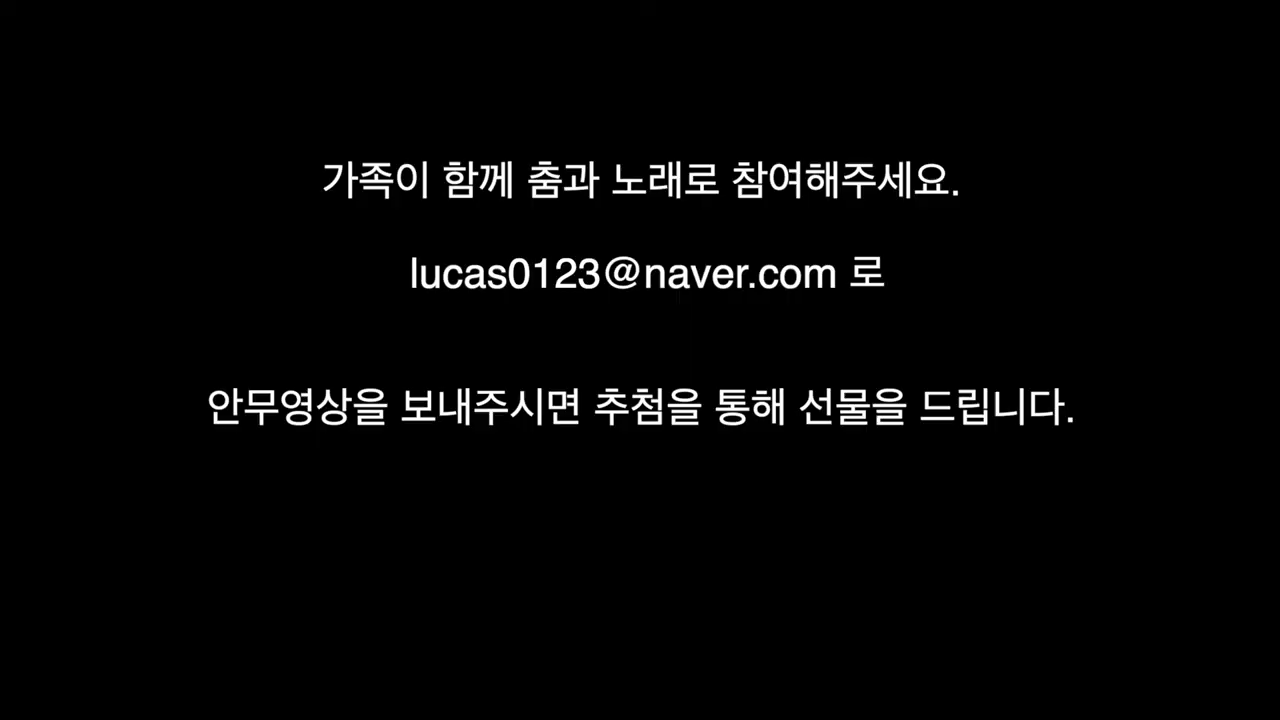 가족이 함께 춤과 노래로 참여해주세요.
lucas0123@naver.com 로
안무영상을 보내주시면 추첨을 통해 선물을 드립니다.